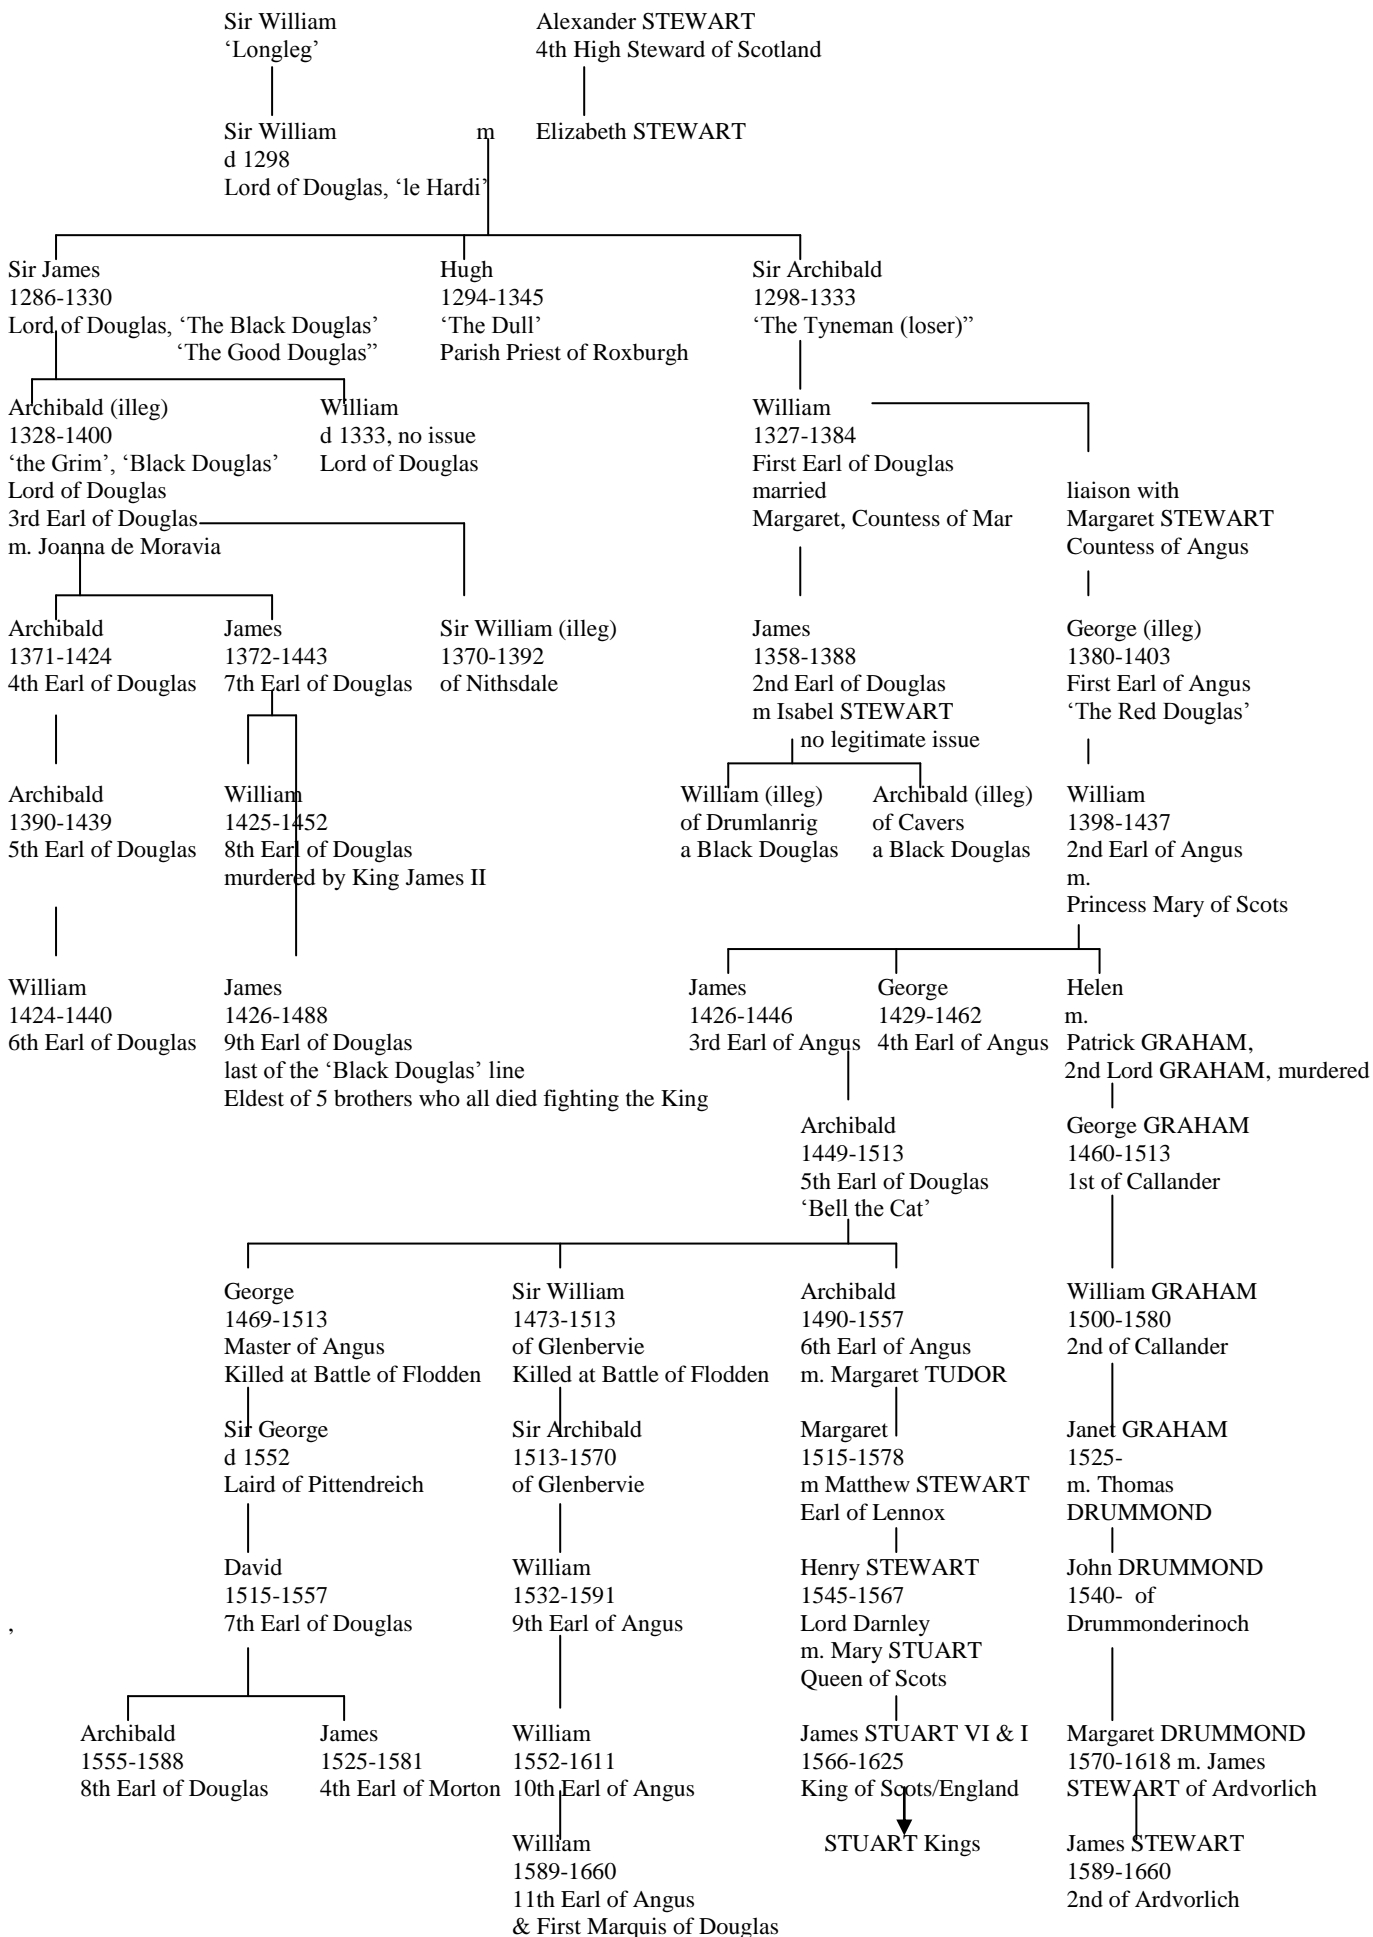 Sir William
‘Longleg’
Alexander STEWART
4th High Steward of Scotland
Sir William
d 1298
Lord of Douglas, ‘le Hardi’
m
Elizabeth STEWART
Sir James
1286-1330
Lord of Douglas, ‘The Black Douglas’
‘The Good Douglas”
Hugh
1294-1345
‘The Dull’
Parish Priest of Roxburgh
Sir Archibald
1298-1333
‘The Tyneman (loser)”
Archibald (illeg)
1328-1400
‘the Grim’, ‘Black Douglas’
Lord of Douglas
3rd Earl of Douglas
m. Joanna de Moravia
William
d 1333, no issue
Lord of Douglas
William
1327-1384
First Earl of Douglas
married
Margaret, Countess of Mar
liaison with
Margaret STEWART
Countess of Angus
Archibald
1371-1424
4th Earl of Douglas
James
1372-1443
7th Earl of Douglas
Sir William (illeg)
1370-1392
of Nithsdale
James
1358-1388
2nd Earl of Douglas
m Isabel STEWART
no legitimate issue
George (illeg)
1380-1403
First Earl of Angus
‘The Red Douglas’
Archibald
1390-1439
5th Earl of Douglas
William
1425-1452
8th Earl of Douglas
murdered by King James II
William (illeg)
of Drumlanrig
a Black Douglas
Archibald (illeg)
of Cavers
a Black Douglas
William
1398-1437
2nd Earl of Angus
m.
Princess Mary of Scots
William
1424-1440
6th Earl of Douglas
James
1426-1488
9th Earl of Douglas
last of the ‘Black Douglas’ line
Eldest of 5 brothers who all died fighting the King
James
1426-1446
3rd Earl of Angus
George
1429-1462
4th Earl of Angus
Helen
m.
Patrick GRAHAM,
2nd Lord GRAHAM, murdered
Archibald
1449-1513
5th Earl of Douglas
‘Bell the Cat’
George GRAHAM
1460-1513
1st of Callander
George
1469-1513
Master of Angus
Killed at Battle of Flodden
Sir William
1473-1513
of Glenbervie
Killed at Battle of Flodden
Archibald
1490-1557
6th Earl of Angus
m. Margaret TUDOR
William GRAHAM
1500-1580
2nd of Callander
Sir George
d 1552
Laird of Pittendreich
Sir Archibald
1513-1570
of Glenbervie
Margaret
1515-1578
m Matthew STEWART
Earl of Lennox
Janet GRAHAM
1525-
m. Thomas
DRUMMOND
David
1515-1557
7th Earl of Douglas
William
1532-1591
9th Earl of Angus
Henry STEWART
1545-1567
Lord Darnley
m. Mary STUART
Queen of Scots
John DRUMMOND
1540-  of
Drummonderinoch
,
Archibald
1555-1588
8th Earl of Douglas
James
1525-1581
4th Earl of Morton
William
1552-1611
10th Earl of Angus
James STUART VI & I
1566-1625
King of Scots/England
Margaret DRUMMOND
1570-1618 m. James
STEWART of Ardvorlich
William
1589-1660
11th Earl of Angus
& First Marquis of Douglas
STUART Kings
James STEWART
1589-1660
2nd of Ardvorlich